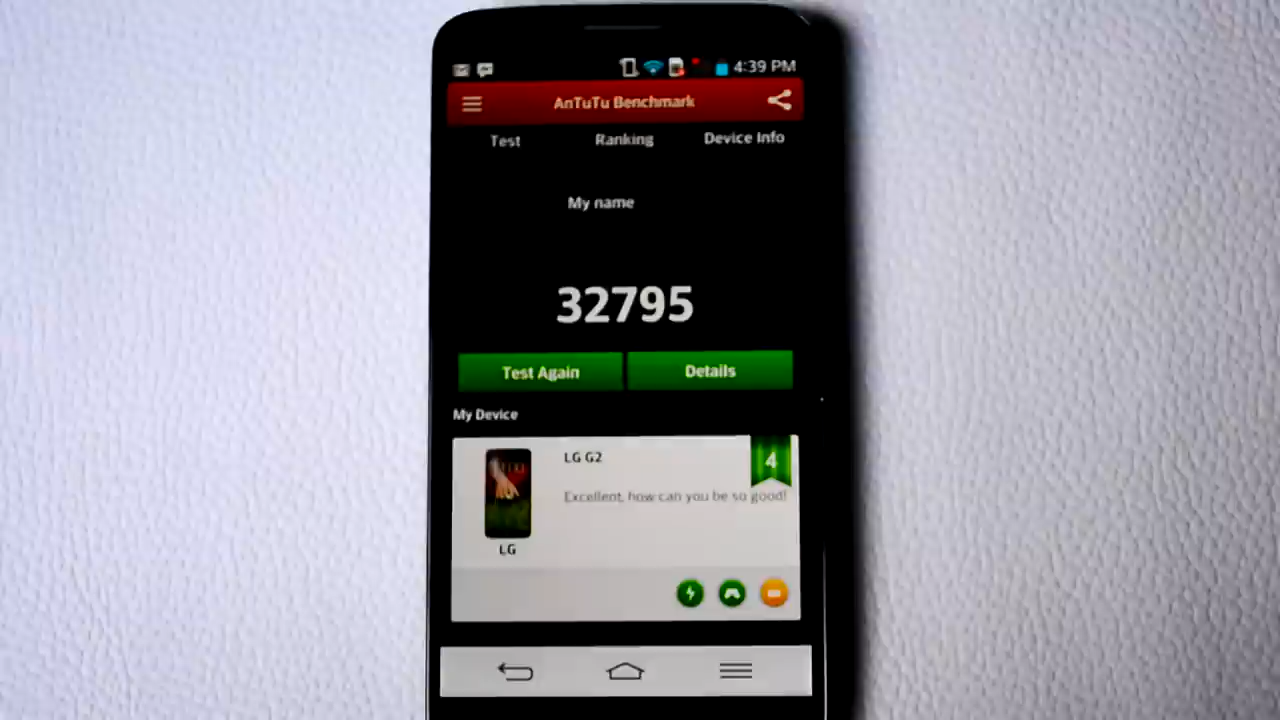 4:39 PM
AnTuTu Benchmark
Test Ranking Device Info
My name
32795
Test Again Details
My Device
LG G2
4
Excellent, how can you be so good!
LG